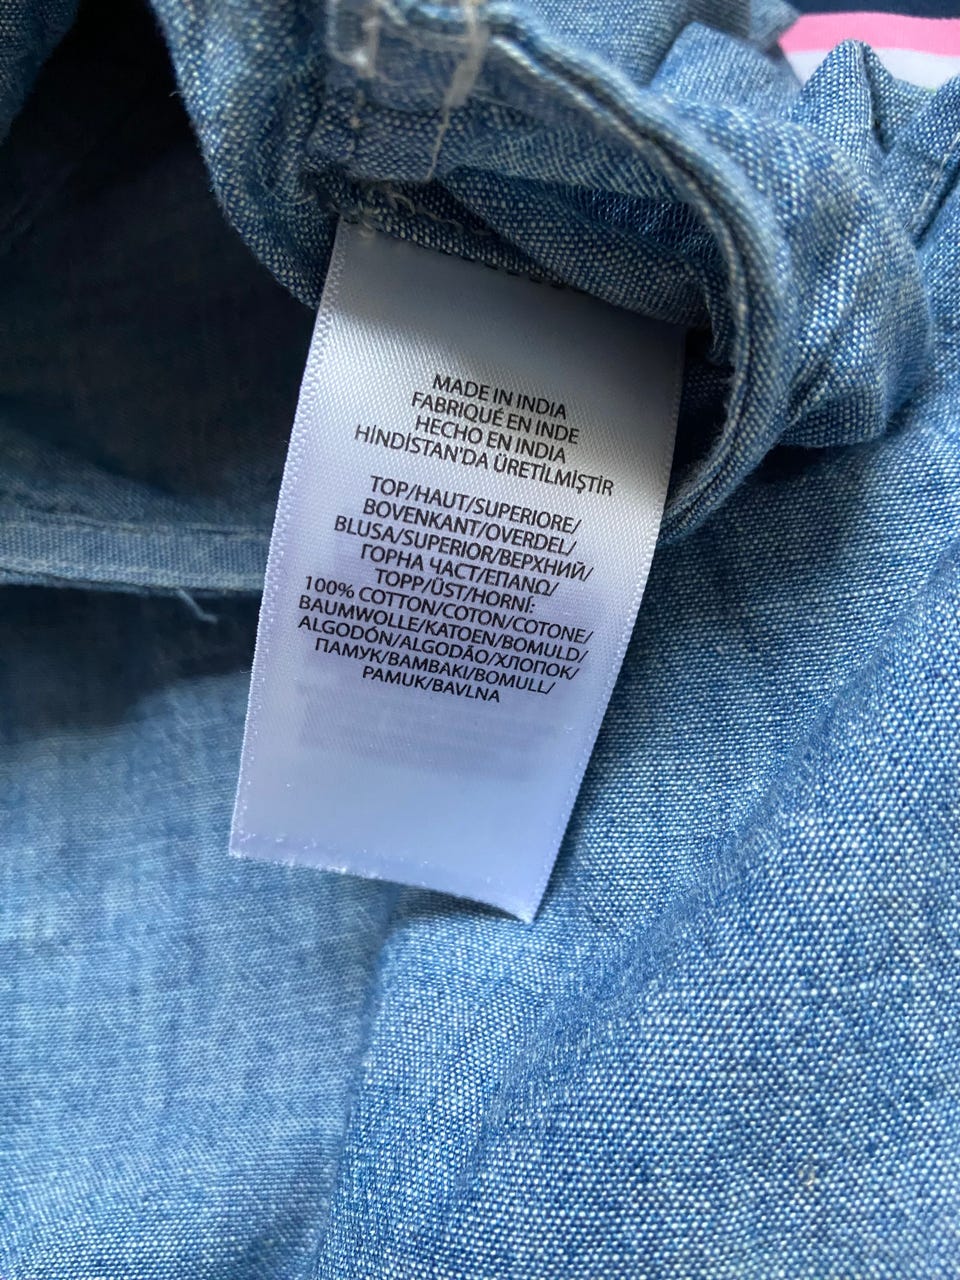 MADE IN INDIA
FABRIQUÉ EN INDE
HECHO EN INDIA
HİNDİSTAN'DA ÜRETİLMİŞTİR
TOP/HAUT/SUPERIORE/
BOVENKANT/OVERDEL/
BLUSA/SUPERIOR/ВЕРХНИЙ/
ГОРНА ЧАСТ/ΕΠΑΝΩ/
TOPP/ÜST/HORNÍ:
100% COTTON/COTON/COTONE/
BAUMWOLLE/KATOEN/BOMULD/
ALGODÓN/ALGODÃO/ХЛОПОК/
ПАМУК/BAMBAKI/BOMULL/
PAMUK/BAVLNA